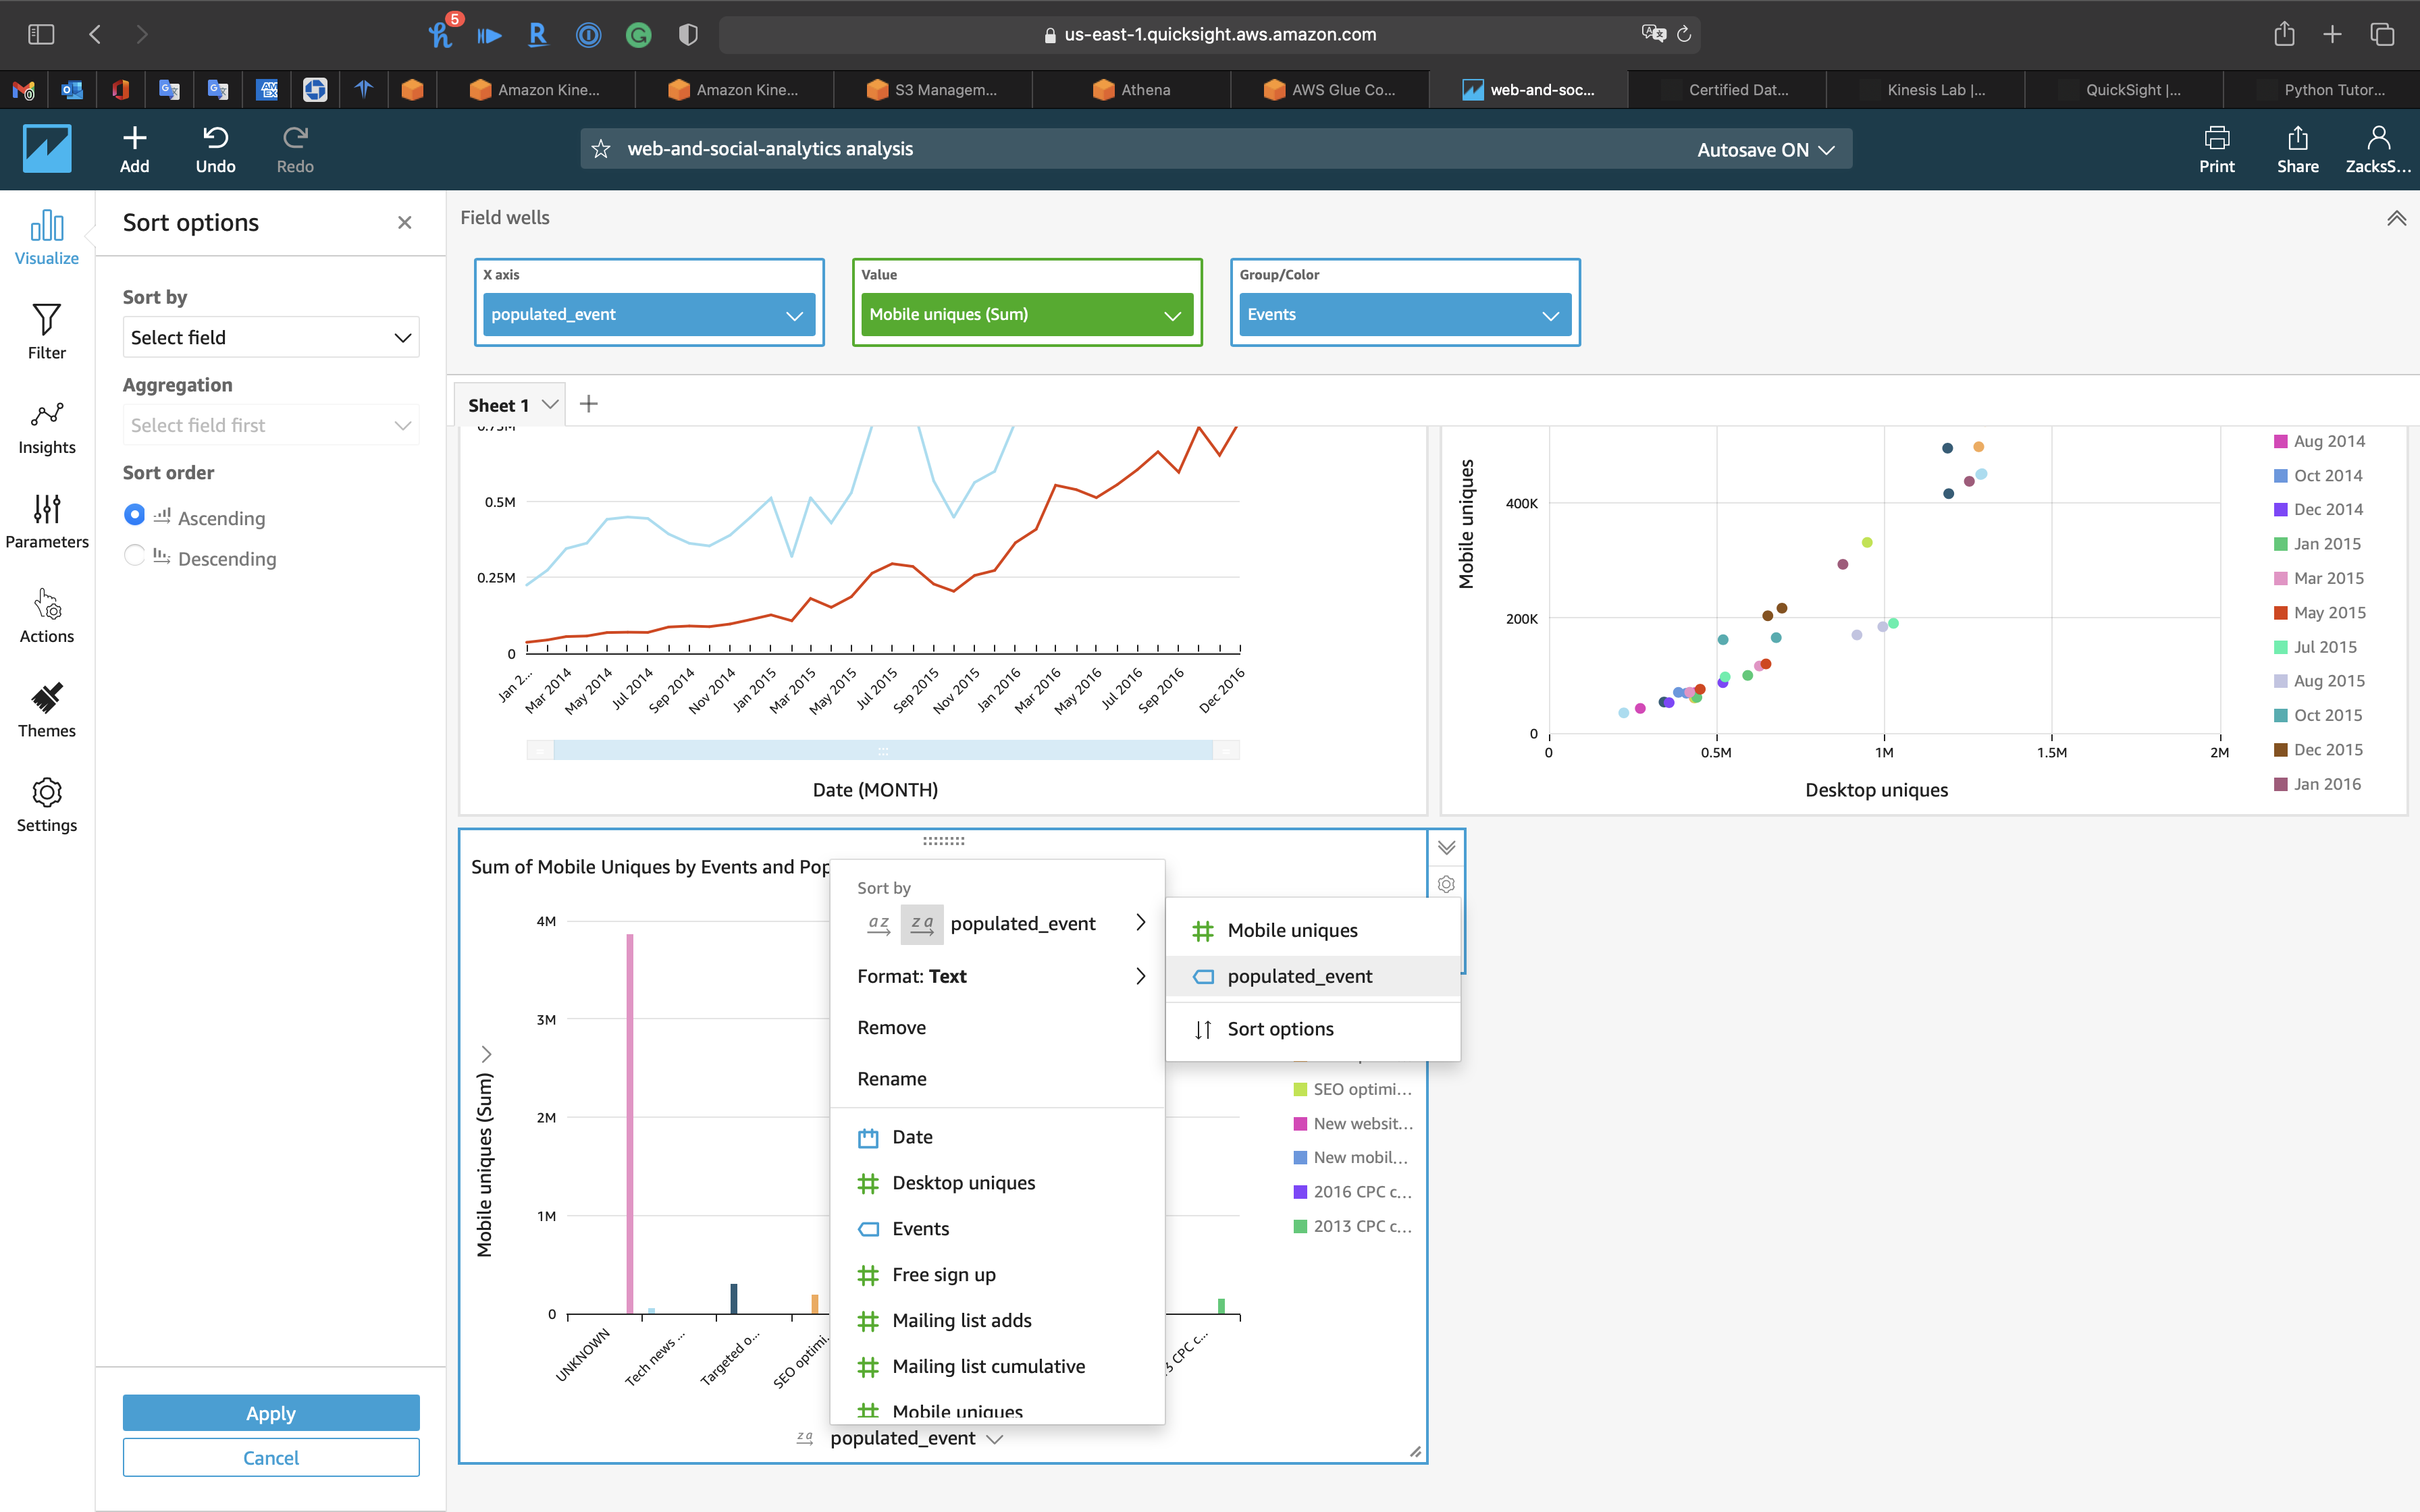 5
us-east-1.quicksight.aws.amazon.com
Amazon Kine...
Amazon Kine...
S3 Managem...
Athena
AWS Glue Co...
web-and-soc...
Certified Dat...
Kinesis Lab |...
QuickSight |...
Python Tutor...
Add
Undo
Redo
web-and-social-analytics analysis
Autosave ON
Print
Share
ZacksS...
Visualize
Filter
Insights
Parameters
Actions
Themes
Settings
Sort options
Sort by
Select field
Aggregation
Select field first
Sort order
Ascending
Descending
Apply
Cancel
Field wells
X axis
populated_event
Value
Mobile uniques (Sum)
Group/Color
Events
Sheet 1
0.75M
0.5M
0.25M
0
Jan 2...
Mar 2014
May 2014
Jul 2014
Sep 2014
Nov 2014
Jan 2015
Mar 2015
May 2015
Jul 2015
Sep 2015
Nov 2015
Jan 2016
Mar 2016
May 2016
Jul 2016
Sep 2016
Dec 2016
Date (MONTH)
Mobile uniques
400K
200K
0
0
0.5M
1M
1.5M
2M
Desktop uniques
Aug 2014
Oct 2014
Dec 2014
Jan 2015
Mar 2015
May 2015
Jul 2015
Aug 2015
Oct 2015
Dec 2015
Jan 2016
Sum of Mobile Uniques by Events and Pop
Mobile uniques (Sum)
4M
3M
2M
1M
0
UNKNOWN
Tech news ...
Targeted o...
SEO optimi.
3 CPC c...
za populated_event
SEO optimi...
New websit...
New mobil...
2016 CPC c...
2013 CPC c...
Sort by
az za populated_event
Format: Text
Remove
Rename
Date
Desktop uniques
Events
Free sign up
Mailing list adds
Mailing list cumulative
Mobile uniques
Mobile uniques
populated_event
Sort options